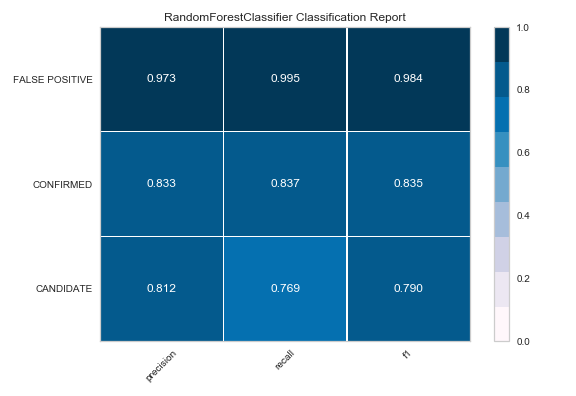 RandomForestClassifier Classification Report
FALSE POSITIVE 0.973 0.995 0.984
CONFIRMED 0.833 0.837 0.835
CANDIDATE 0.812 0.769 0.790
precision recall f1
1.0
0.8
0.6
0.4
0.2
0.0